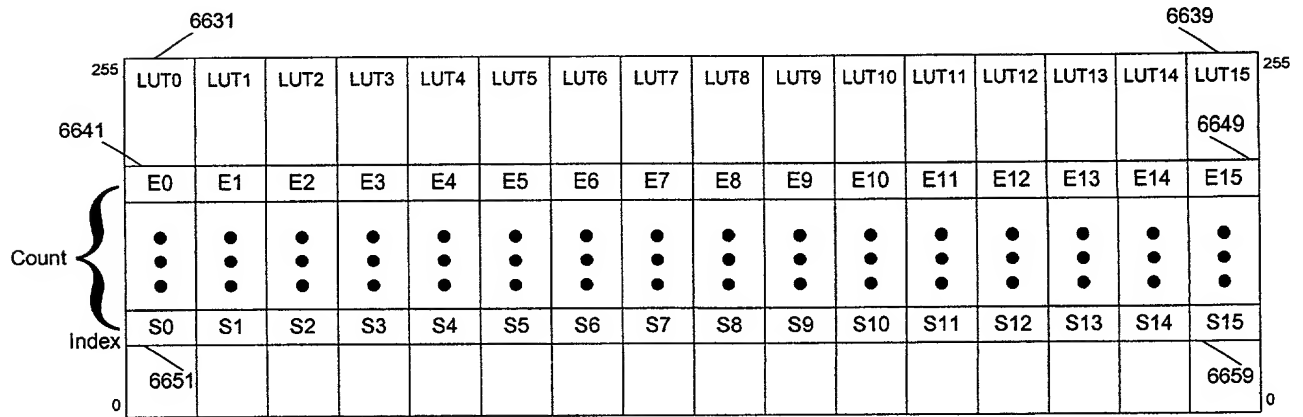 6631 6639
255 LUT0 LUT1 LUT2 LUT3 LUT4 LUT5 LUT6 LUT7 LUT8 LUT9 LUT10 LUT11 LUT12 LUT13 LUT14 LUT15 255
6641 6649
E0 E1 E2 E3 E4 E5 E6 E7 E8 E9 E10 E11 E12 E13 E14 E15
Count
S0 S1 S2 S3 S4 S5 S6 S7 S8 S9 S10 S11 S12 S13 S14 S15
Index
6651 6659
0 0